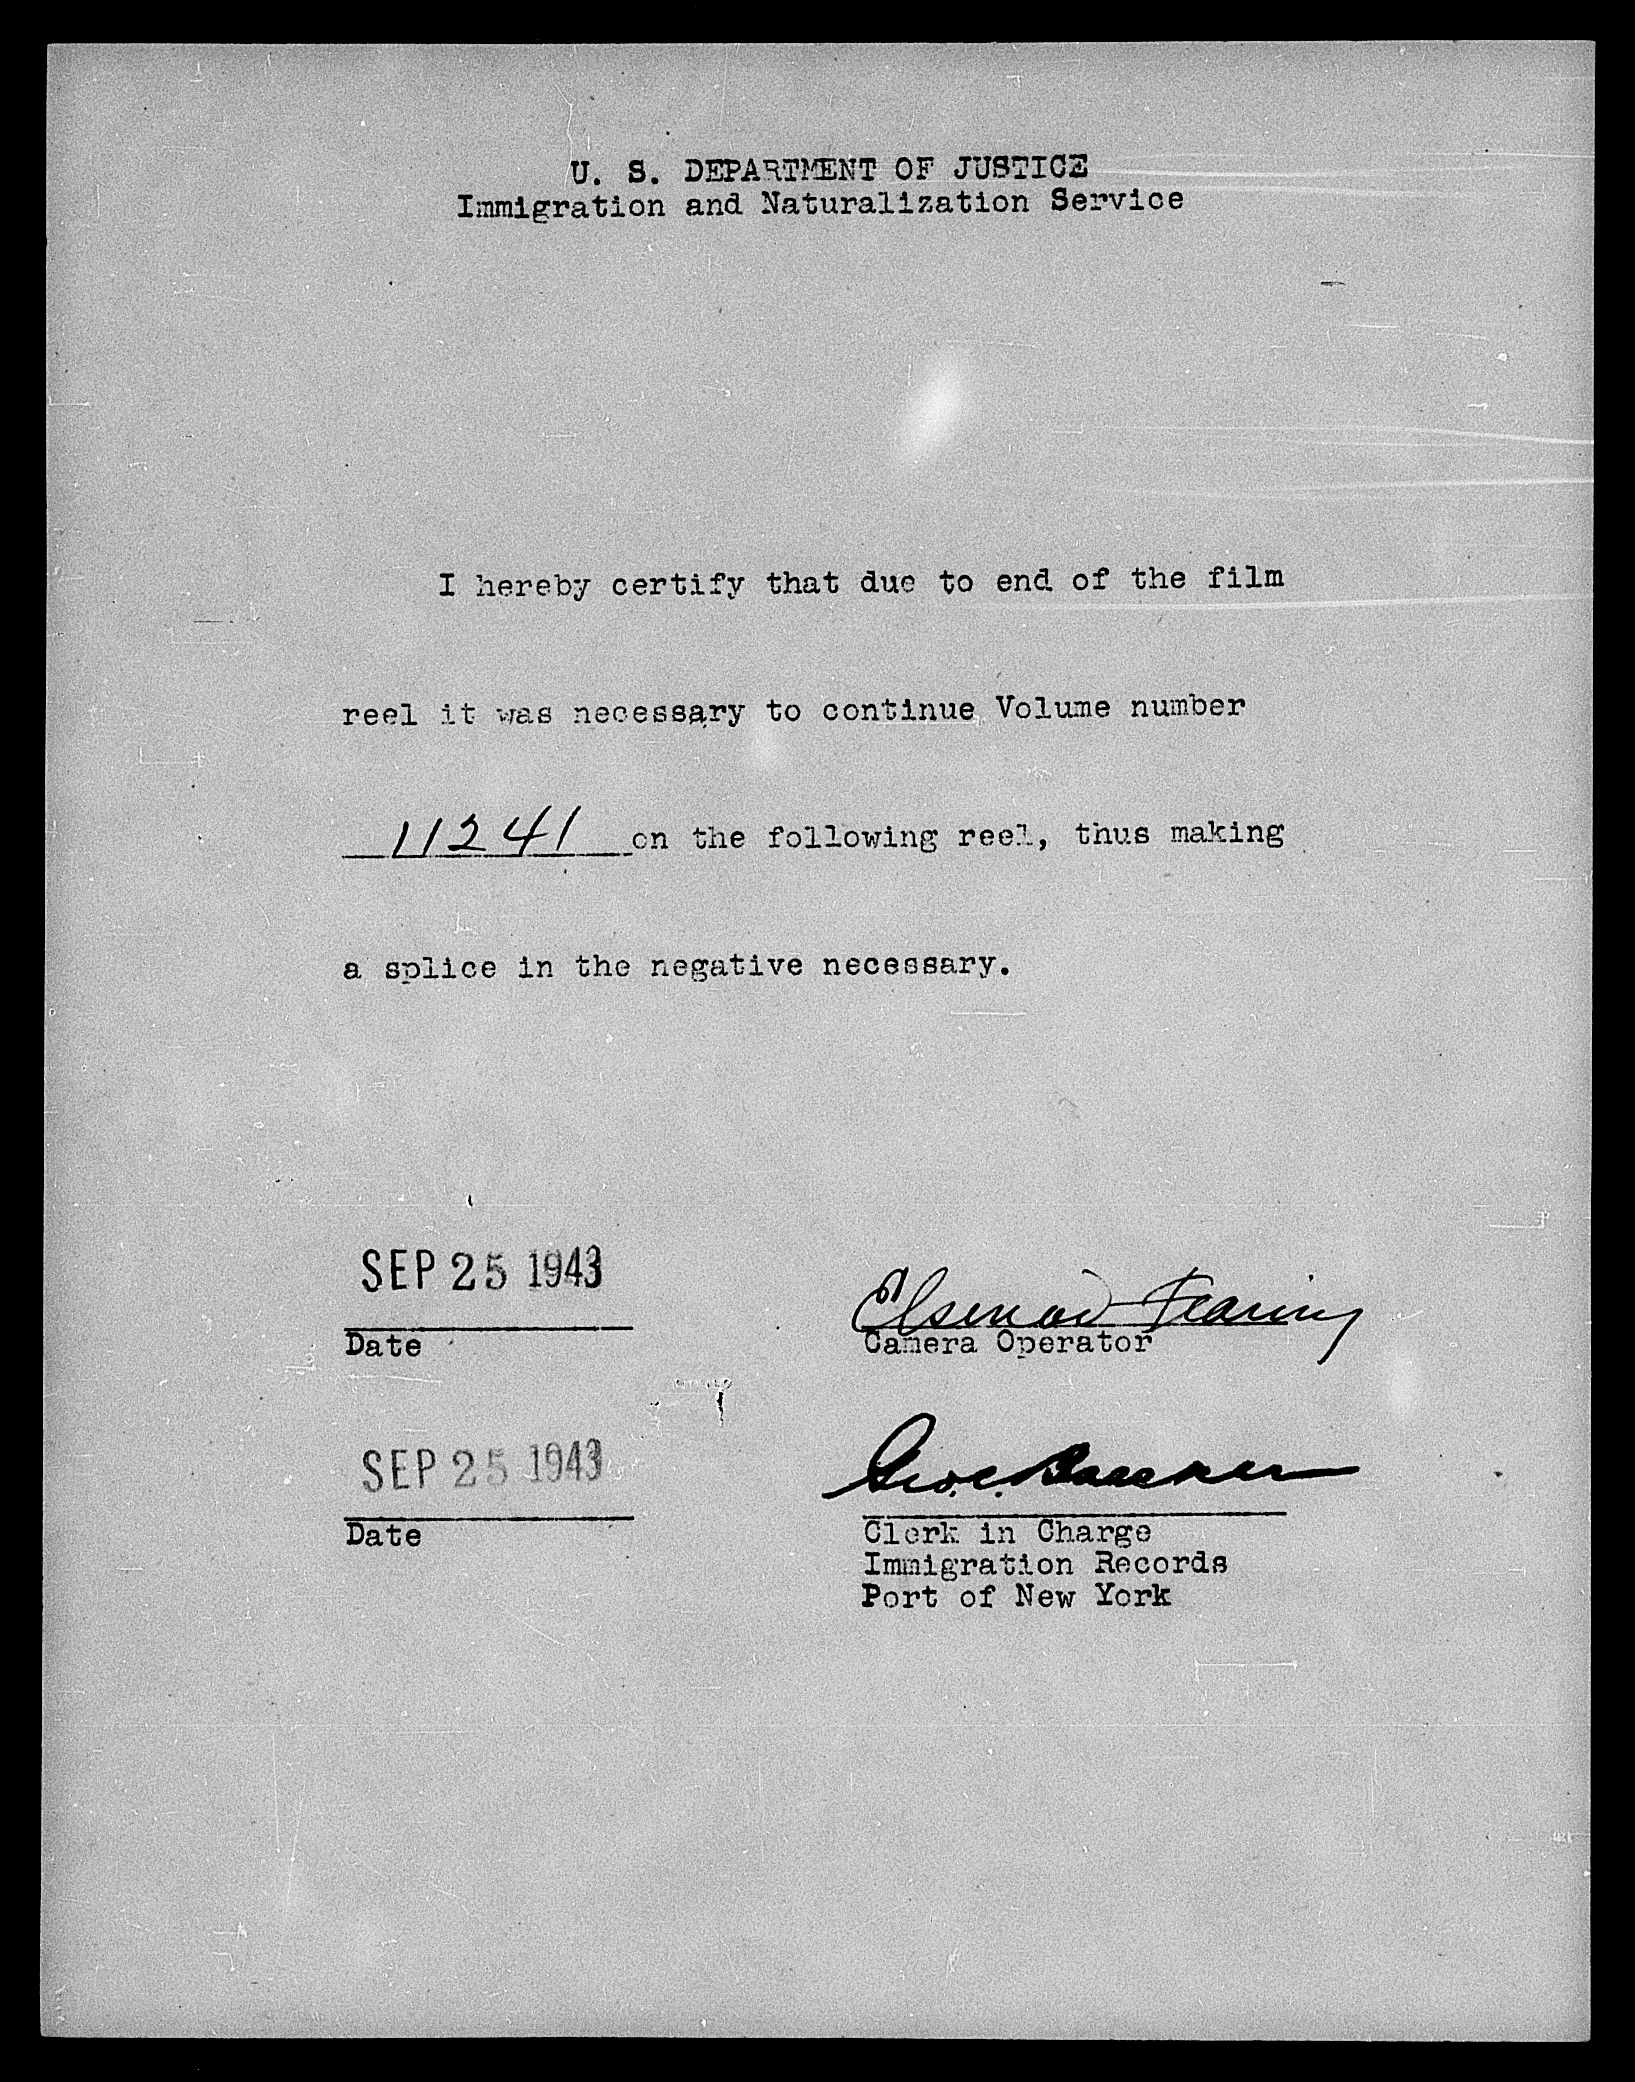 U. S. DEPARTMENT OF JUSTICE
Immigration and Naturalization Service
I hereby certify that due to end of the film
reel it was necessary to continue Volume number
11241 on the following reel, thus making
a splice in the negative necessary.
SEP 25 1943
Date
Camera Operator
SEP 25 1943
Date
Geo. C.
Clerk in Charge
Immigration Records
Port of New York